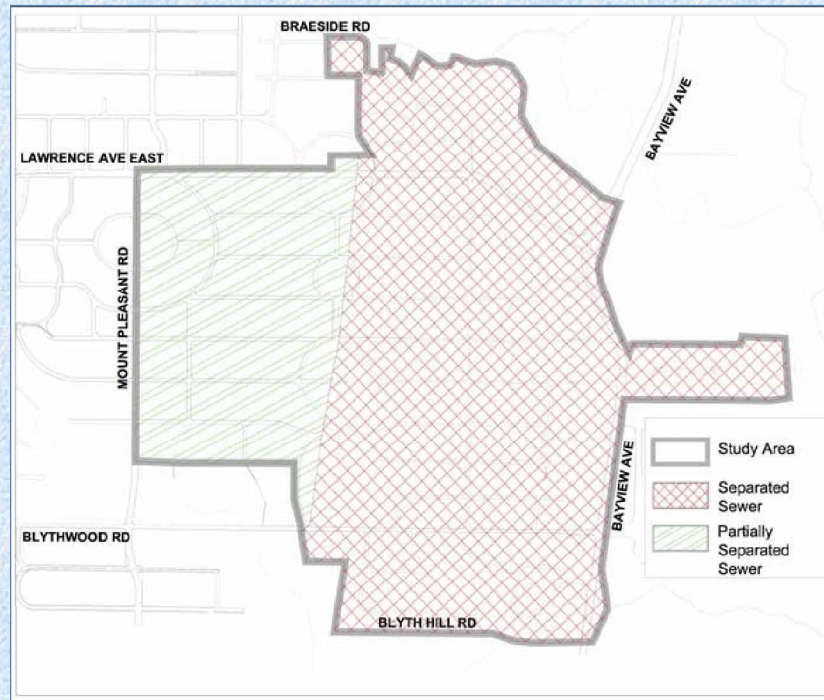 BRAESIDE RD
BAYVIEW AVE
LAWRENCE AVE EAST
MOUNT PLEASANT RD
BAYVIEW AVE
Study Area
Separated
Sewer
Partially
Separated
Sewer
BLYTHWOOD RD
BLYTH HILL RD